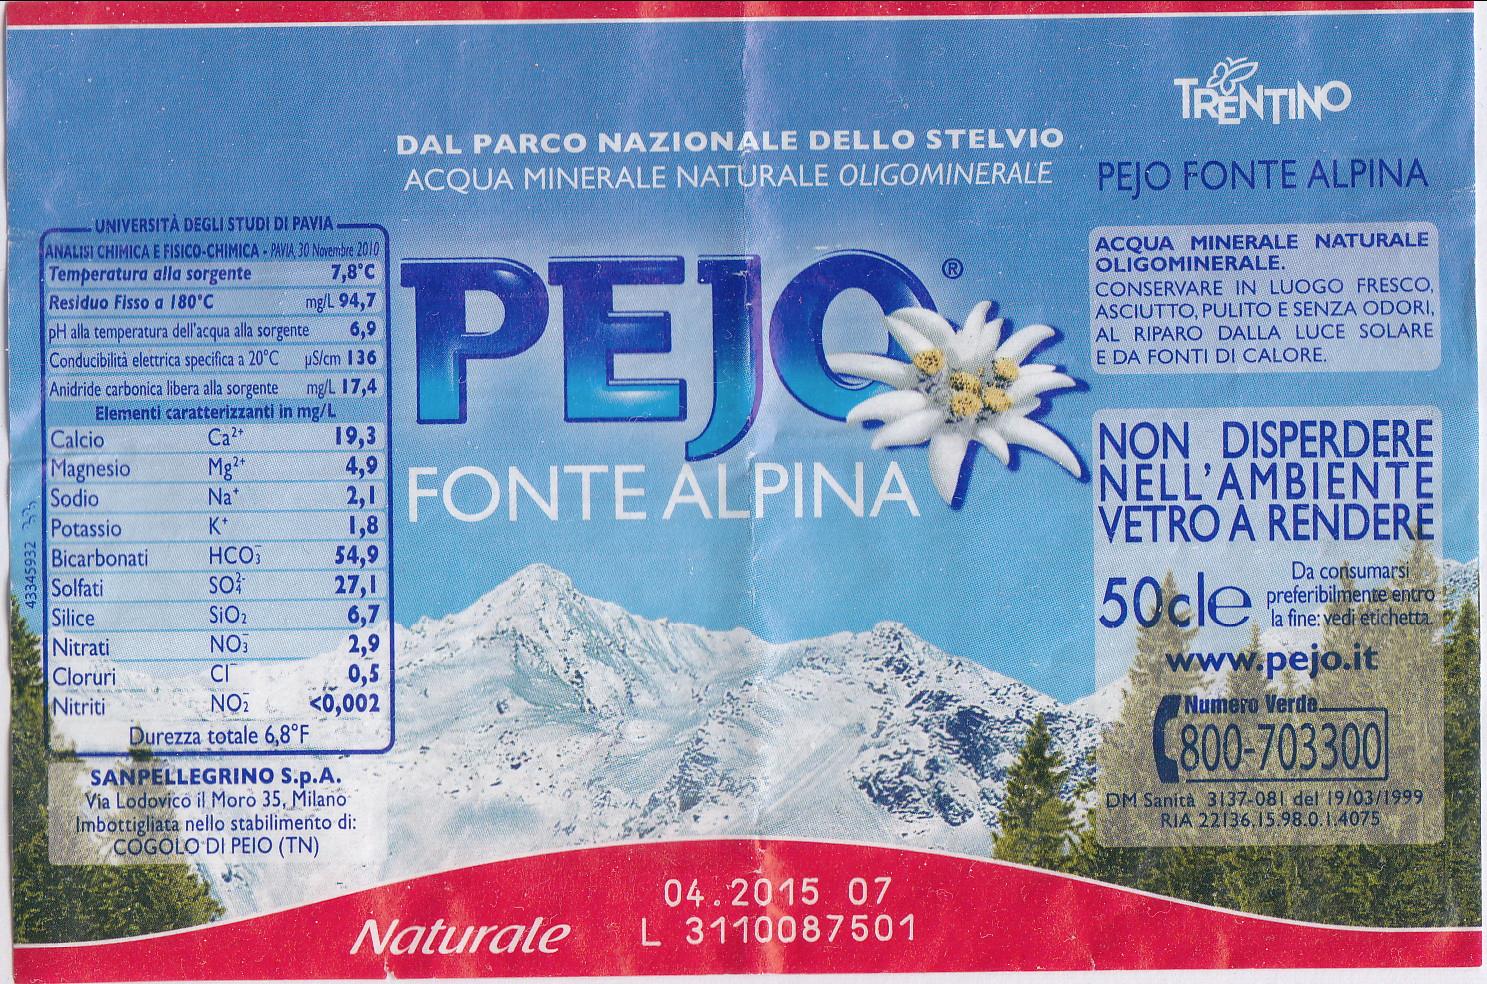 TRENTINO
DAL PARCO NAZIONALE DELLO STELVIO
ACQUA MINERALE NATURALE OLIGOMINERALE
PEJO®
FONTE ALPINA
UNIVERSITÀ DEGLI STUDI DI PAVIA
ANALISI CHIMICA E FISICO-CHIMICA - PAVIA, 30 Novembre 2010
Temperatura alla sorgente 7,8°C
Residuo Fisso a 180°C mg/L 94,7
pH alla temperatura dell'acqua alla sorgente 6,9
Conducibilità elettrica specifica a 20°C µS/cm 136
Anidride carbonica libera alla sorgente mg/L 17,4
Elementi caratterizzanti in mg/L
Calcio Ca²⁺ 19,3
Magnesio Mg²⁺ 4,9
Sodio Na⁺ 2,1
Potassio K⁺ 1,8
Bicarbonati HCO₃⁻ 54,9
Solfati SO₄²⁻ 27,1
Silice SiO₂ 6,7
Nitrati NO₃⁻ 2,9
Cloruri Cl⁻ 0,5
Nitriti NO₂⁻ <0,002
Durezza totale 6,8°F
SANPELLEGRINO S.p.A.
Via Lodovico il Moro 35, Milano
Imbottigliata nello stabilimento di:
COGOLO DI PEIO (TN)
43345932
PEJO FONTE ALPINA
ACQUA MINERALE NATURALE
OLIGOMINERALE.
CONSERVARE IN LUOGO FRESCO,
ASCIUTTO, PULITO E SENZA ODORI,
AL RIPARO DALLA LUCE SOLARE
E DA FONTI DI CALORE.
NON DISPERDERE
NELL'AMBIENTE
VETRO A RENDERE
50cl e
Da consumarsi
preferibilmente entro
la fine: vedi etichetta.
www.pejo.it
Numero Verde
800-703300
DM Sanità 3137-081 del 19/03/1999
RIA 22136.15.98.0.1.4075
Naturale
04.2015 07
L 3110087501